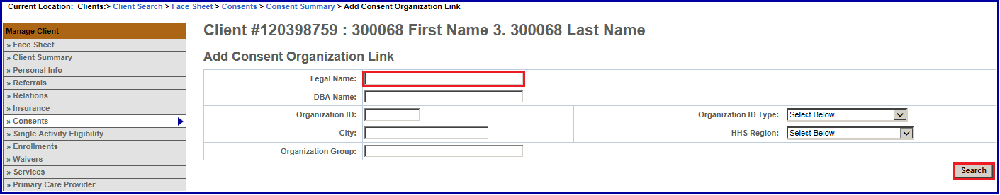 Current Location: Clients:> Client Search > Face Sheet > Consents > Consent Summary > Add Consent Organization Link
Manage Client
» Face Sheet
» Client Summary
» Personal Info
» Referrals
» Relations
» Insurance
» Consents
» Single Activity Eligibility
» Enrollments
» Waivers
» Services
» Primary Care Provider
Client #120398759 : 300068 First Name 3. 300068 Last Name
Add Consent Organization Link
Legal Name:
DBA Name:
Organization ID: Organization ID Type: Select Below
City: HHS Region: Select Below
Organization Group:
Search